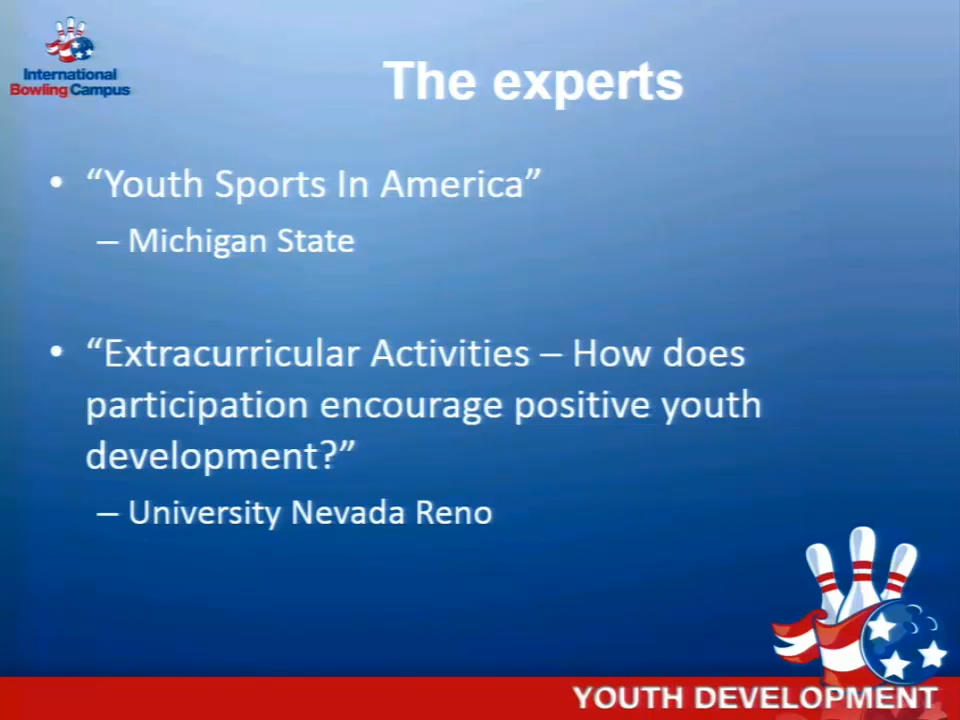 International
Bowling Campus
The experts
• “Youth Sports In America”
– Michigan State
• “Extracurricular Activities – How does
participation encourage positive youth
development?”
– University Nevada Reno
YOUTH DEVELOPMENT